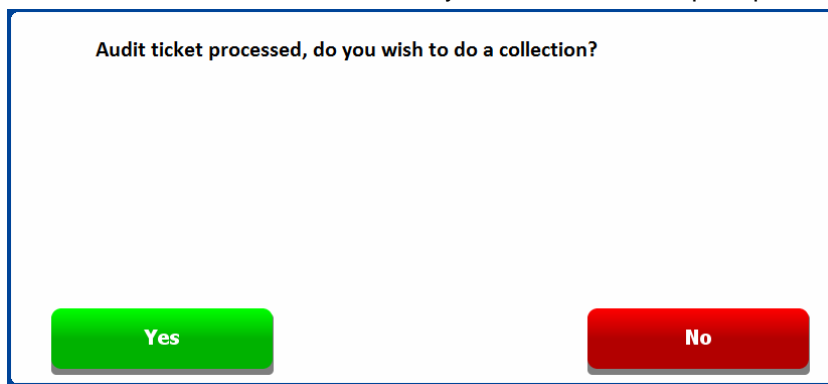 Audit ticket processed, do you wish to do a collection?
Yes
No